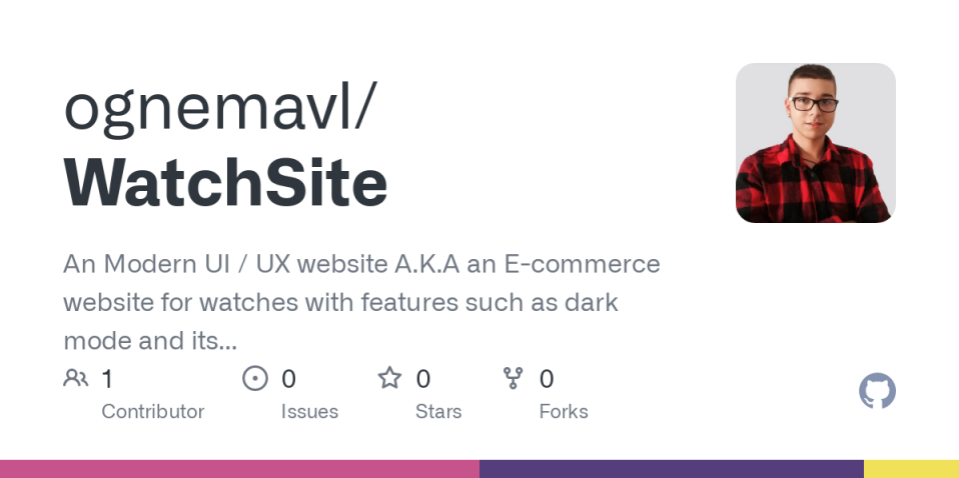 ognemavl/
WatchSite
An Modern UI / UX website A.K.A an E-commerce
website for watches with features such as dark
mode and its...
1 0 0 0
Contributor Issues Stars Forks